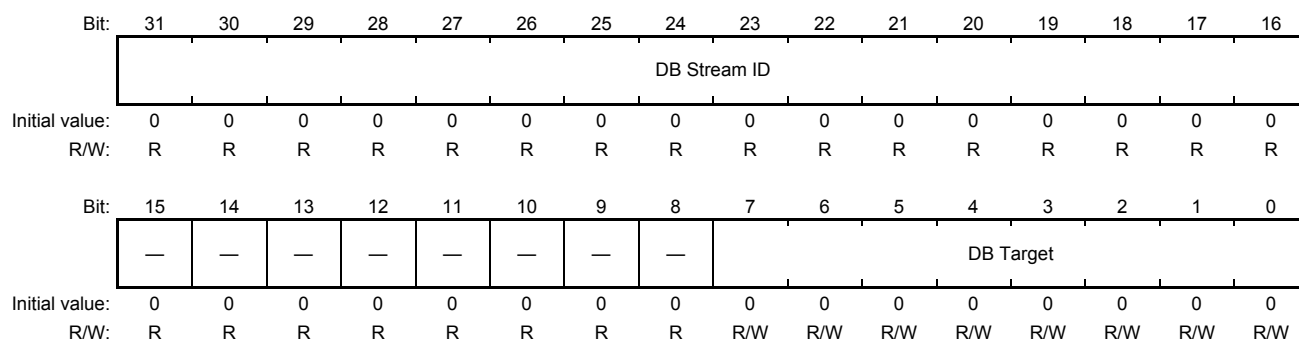 Bit: 31 30 29 28 27 26 25 24 23 22 21 20 19 18 17 16
DB Stream ID
Initial value: 0 0 0 0 0 0 0 0 0 0 0 0 0 0 0 0
R/W: R R R R R R R R R R R R R R R R
Bit: 15 14 13 12 11 10 9 8 7 6 5 4 3 2 1 0
— — — — — — — — DB Target
Initial value: 0 0 0 0 0 0 0 0 0 0 0 0 0 0 0 0
R/W: R R R R R R R R R/W R/W R/W R/W R/W R/W R/W R/W